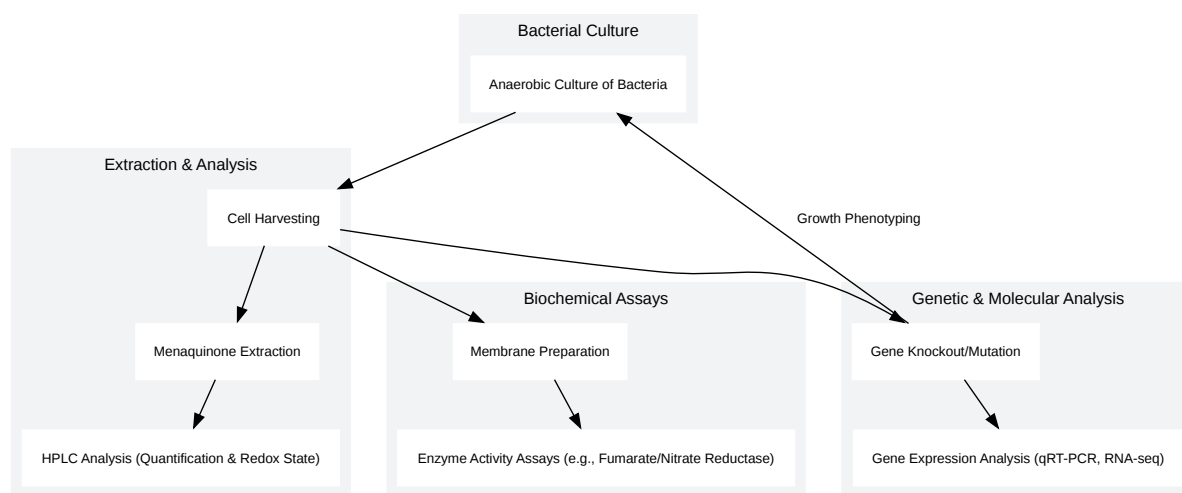 Bacterial Culture
Anaerobic Culture of Bacteria
Extraction & Analysis
Cell Harvesting
Growth Phenotyping
Biochemical Assays
Genetic & Molecular Analysis
Menaquinone Extraction
Membrane Preparation
Gene Knockout/Mutation
HPLC Analysis (Quantification & Redox State)
Enzyme Activity Assays (e.g., Fumarate/Nitrate Reductase)
Gene Expression Analysis (qRT-PCR, RNA-seq)